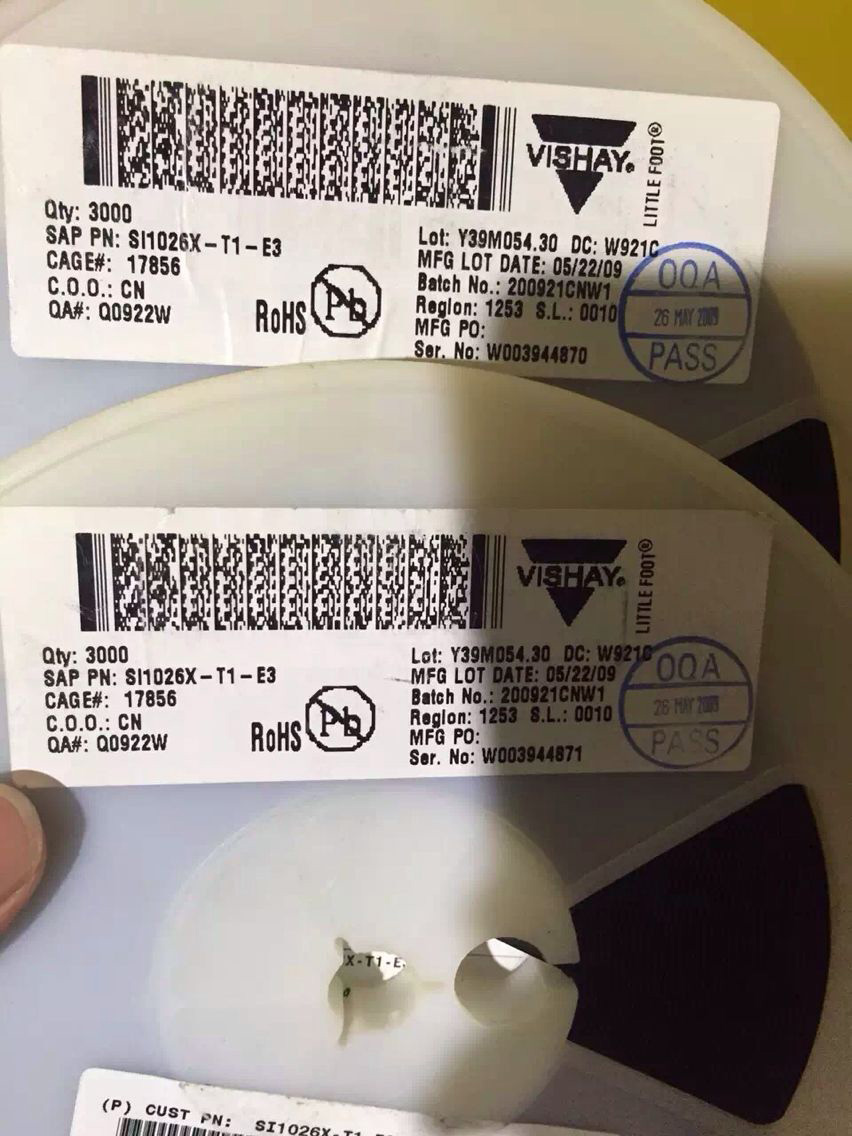 VISHAY®
LITTLE FOOT®
Qty: 3000
SAP PN: SI1026X-T1-E3
CAGE#: 17856
C.O.O.: CN
QA#: Q0922W
RoHS
Pb
Lot: Y39M054.30 DC: W921C
MFG LOT DATE: 05/22/09
Batch No.: 200921CNW1
Region: 1253 S.L.: 0010
MFG PO:
Ser. No: W003944870
OQA
26 MAY 2009
PASS
VISHAY®
LITTLE FOOT®
Qty: 3000
SAP PN: SI1026X-T1-E3
CAGE#: 17856
C.O.O.: CN
QA#: Q0922W
RoHS
Pb
Lot: Y39M054.30 DC: W921C
MFG LOT DATE: 05/22/09
Batch No.: 200921CNW1
Region: 1253 S.L.: 0010
MFG PO:
Ser. No: W003944871
OQA
26 MAY 2009
PASS
X-T1-E
(P) CUST PN: SI1026X-T1